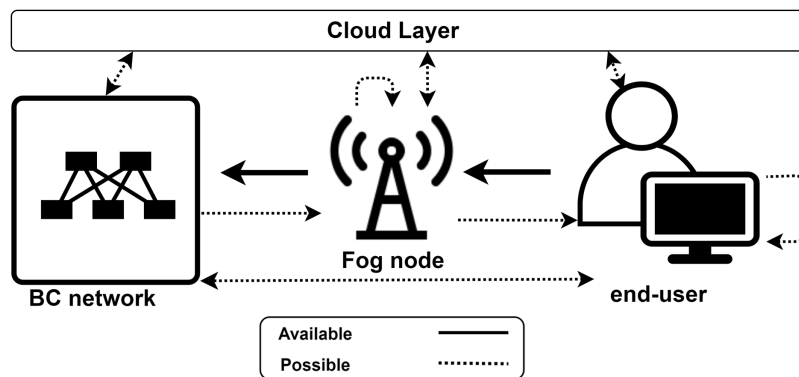 Cloud Layer
Fog node
BC network
end-user
Available
Possible